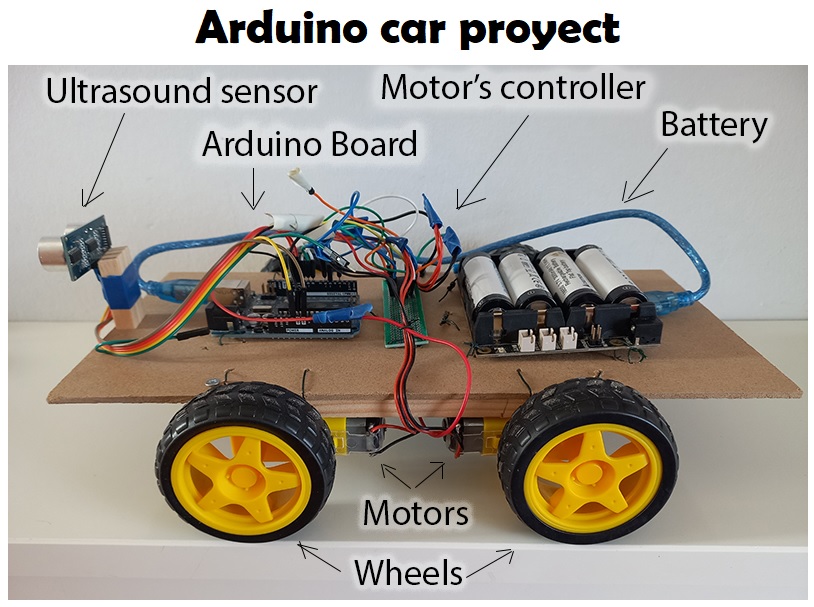 Arduino car proyect
Ultrasound sensor
Motor's controller
Battery
Arduino Board
Motors
Wheels